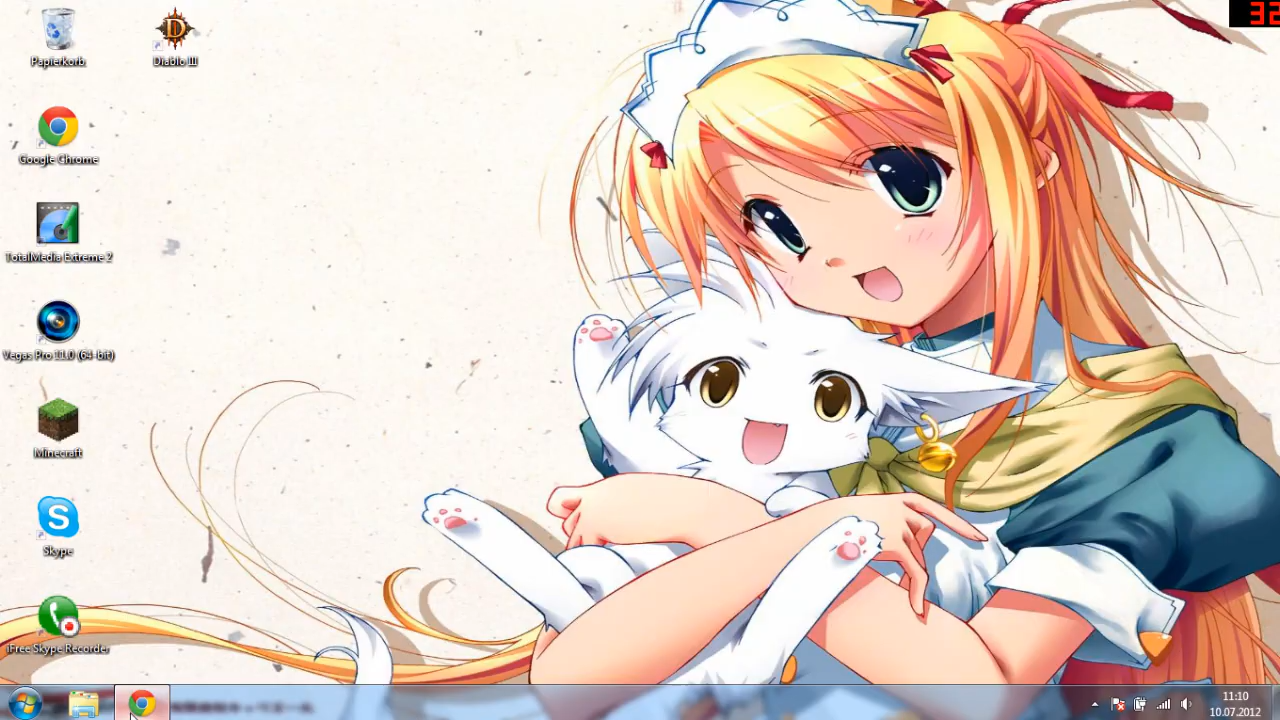 Papierkorb
Diablo III
Google Chrome
TotalMedia Extreme 2
Vegas Pro 11.0 (64-bit)
Minecraft
Skype
iFree Skype Recorder
32
11:10
10.07.2012